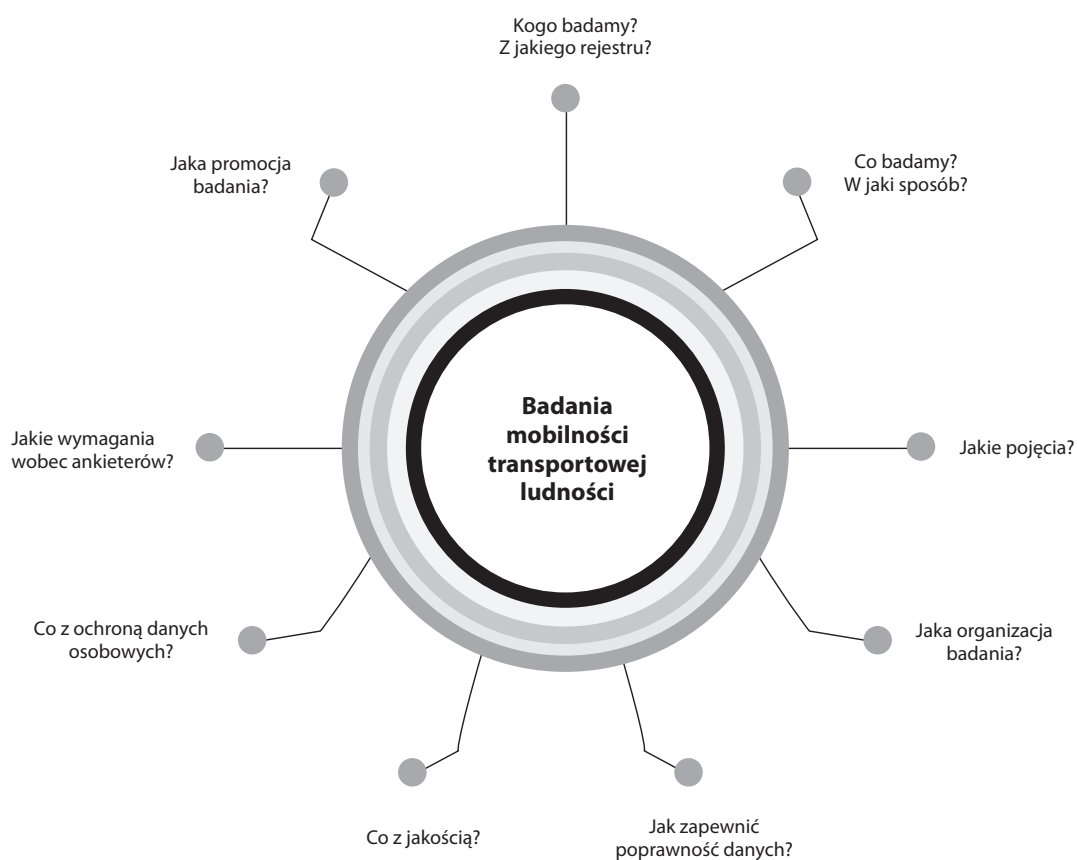 Kogo badamy?
Z jakiego rejestru?
Jaka promocja
badania?
Co badamy?
W jaki sposób?
Badania
mobilności
transportowej
ludności
Jakie wymagania
wobec ankieterów?
Jakie pojęcia?
Co z ochroną danych
osobowych?
Jaka organizacja
badania?
Co z jakością?
Jak zapewnić
poprawność danych?